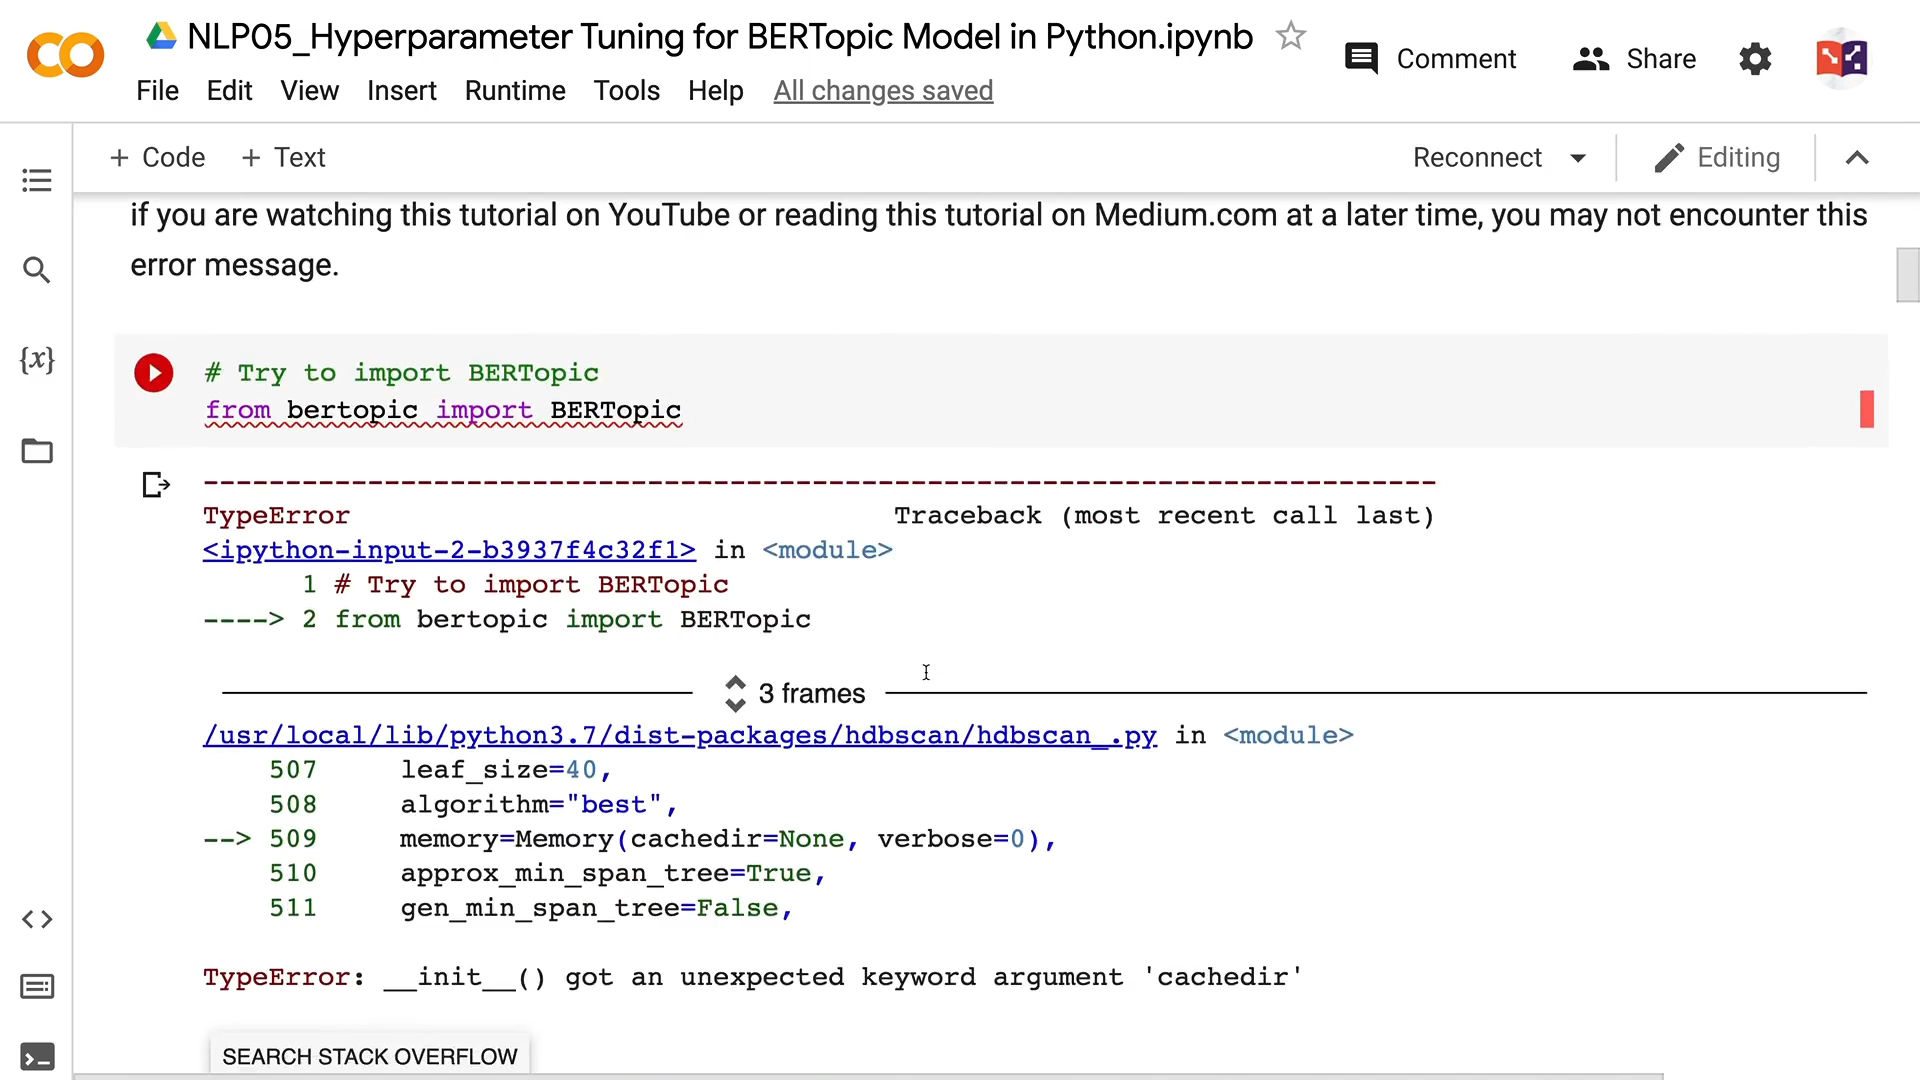 NLP05_Hyperparameter Tuning for BERTopic Model in Python.ipynb
Comment Share
File Edit View Insert Runtime Tools Help All changes saved
+ Code + Text Reconnect Editing
if you are watching this tutorial on YouTube or reading this tutorial on Medium.com at a later time, you may not encounter this
error message.
{x}
# Try to import BERTopic
from bertopic import BERTopic
---------------------------------------------------------------------------
TypeError Traceback (most recent call last)
<ipython-input-2-b3937f4c32f1> in <module>
1 # Try to import BERTopic
----> 2 from bertopic import BERTopic
3 frames
/usr/local/lib/python3.7/dist-packages/hdbscan/hdbscan_.py in <module>
507 leaf_size=40,
508 algorithm="best",
--> 509 memory=Memory(cachedir=None, verbose=0),
510 approx_min_span_tree=True,
511 gen_min_span_tree=False,
TypeError: __init__() got an unexpected keyword argument 'cachedir'
SEARCH STACK OVERFLOW